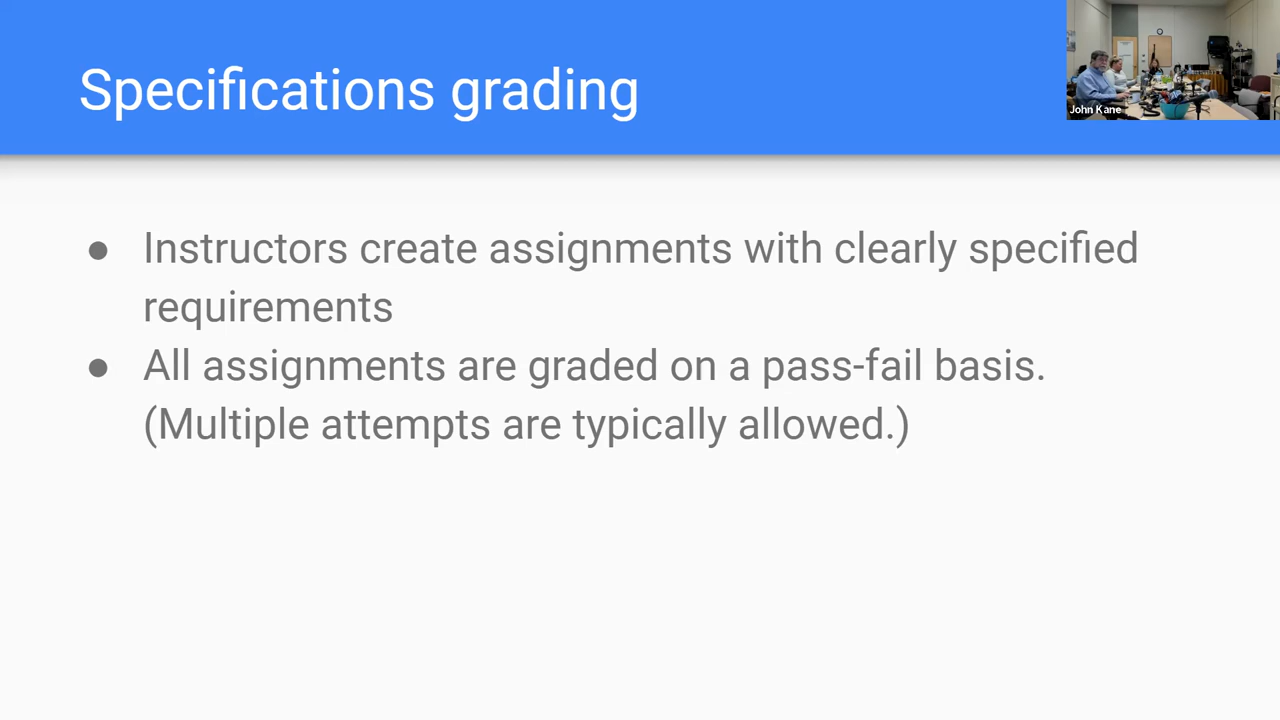 Specifications grading
John Kane
● Instructors create assignments with clearly specified
requirements
● All assignments are graded on a pass-fail basis.
(Multiple attempts are typically allowed.)